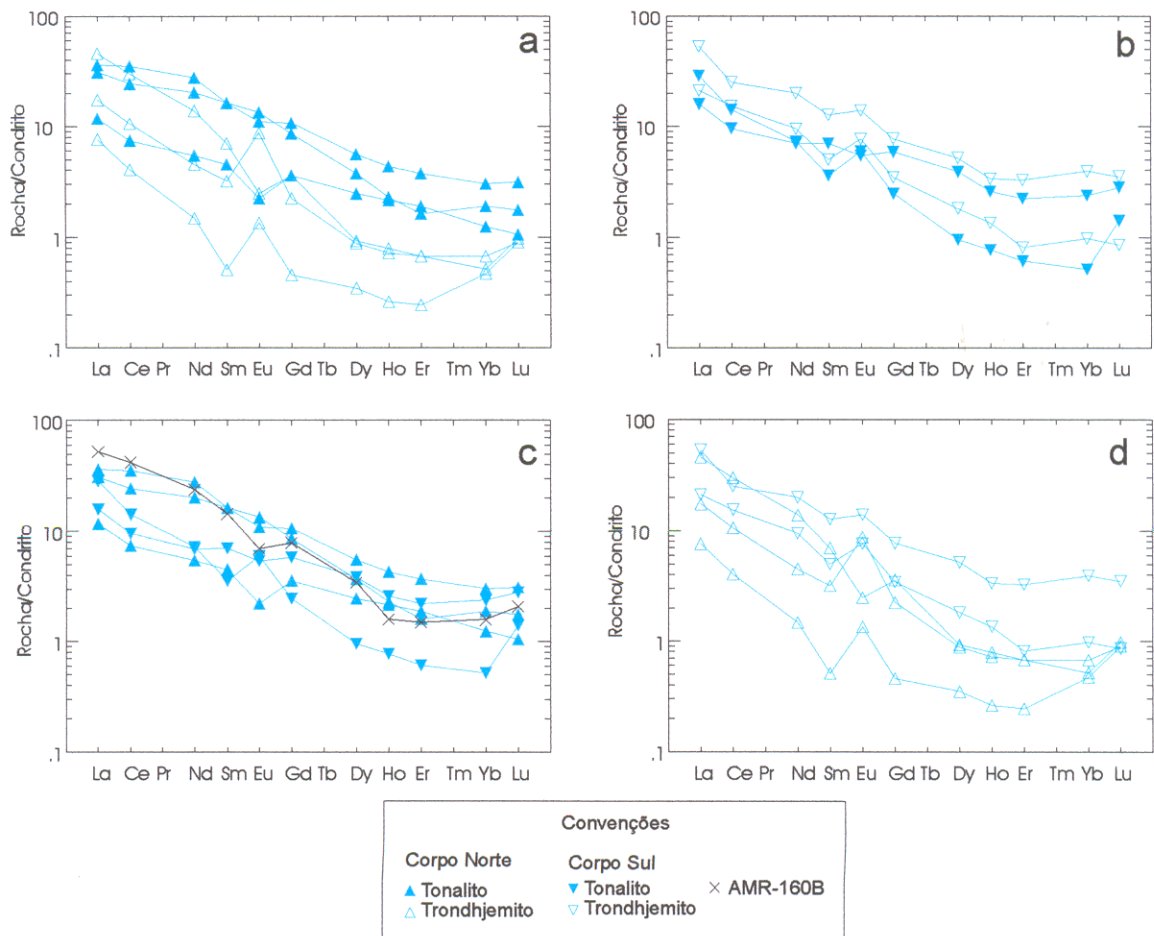 a
100
10
1
.1
Rocha/Condrito
La Ce Pr Nd Sm Eu Gd Tb Dy Ho Er Tm Yb Lu
b
100
10
1
.1
Rocha/Condrito
La Ce Pr Nd Sm Eu Gd Tb Dy Ho Er Tm Yb Lu
c
100
10
1
.1
Rocha/Condrito
La Ce Pr Nd Sm Eu Gd Tb Dy Ho Er Tm Yb Lu
d
100
10
1
.1
Rocha/Condrito
La Ce Pr Nd Sm Eu Gd Tb Dy Ho Er Tm Yb Lu
Convenções
Corpo Norte
Tonalito
Trondhjemito
Corpo Sul
Tonalito
Trondhjemito
AMR-160B